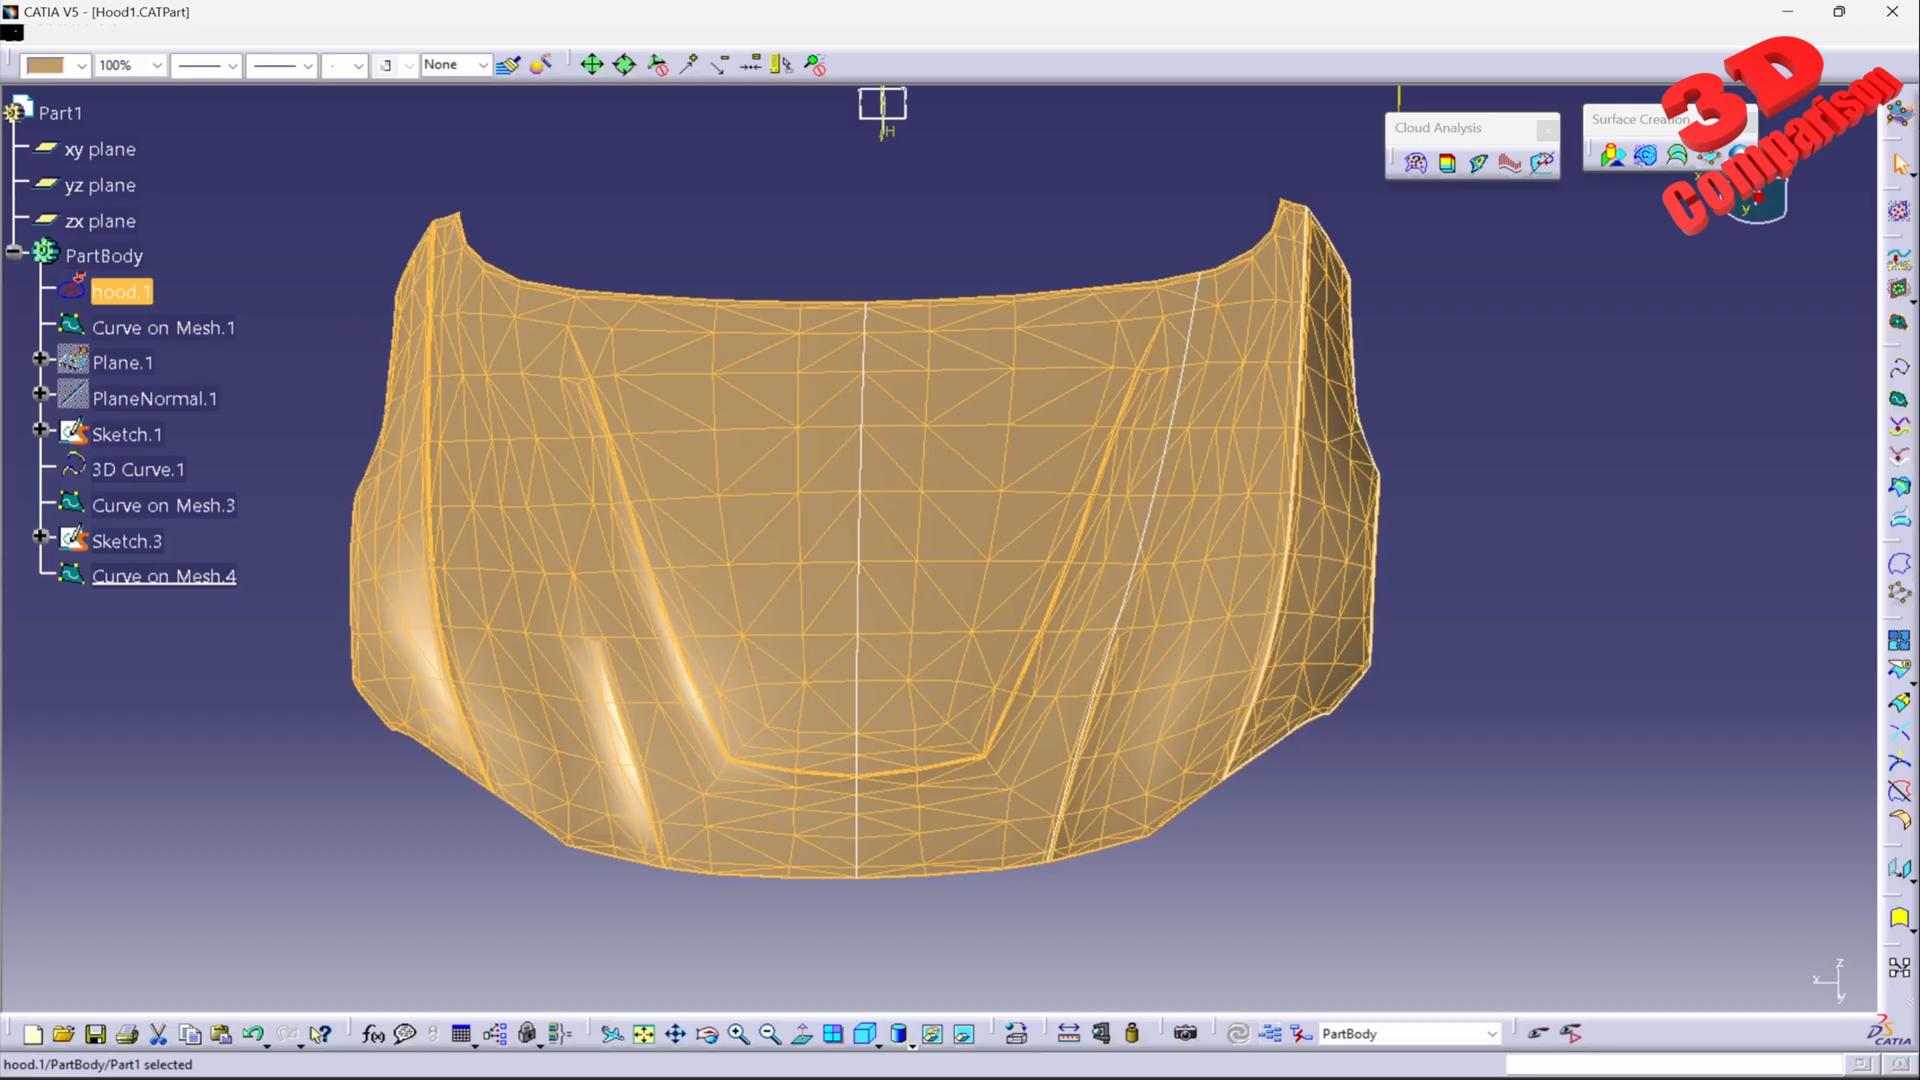 CATIA V5 - [Hood1.CATPart]
100%
None
3D
Comparison
Part1
xy plane
yz plane
zx plane
PartBody
hood.1
Curve on Mesh.1
Plane.1
PlaneNormal.1
Sketch.1
3D Curve.1
Curve on Mesh.3
Sketch.3
Curve on Mesh.4
H
Cloud Analysis
Surface Creation
y
z
x
y
PartBody
CATIA
hood.1/PartBody/Part1 selected